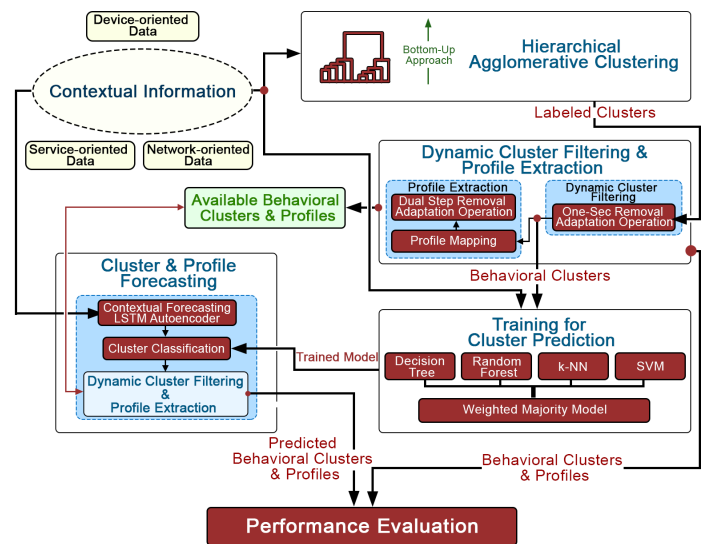 Device-oriented
Data
Contextual Information
Service-oriented
Data
Network-oriented
Data
Bottom-Up
Approach
Hierarchical
Agglomerative Clustering
Labeled Clusters
Dynamic Cluster Filtering &
Profile Extraction
Profile Extraction
Dual Step Removal
Adaptation Operation
Profile Mapping
Dynamic Cluster
Filtering
One-Sec Removal
Adaptation Operation
Available Behavioral
Clusters & Profiles
Behavioral Clusters
Cluster & Profile
Forecasting
Contextual Forecasting
LSTM Autoencoder
Cluster Classification
Dynamic Cluster Filtering
&
Profile Extraction
Trained Model
Training for
Cluster Prediction
Decision
Tree
Random
Forest
k-NN
SVM
Weighted Majority Model
Predicted
Behavioral Clusters
& Profiles
Behavioral Clusters
& Profiles
Performance Evaluation